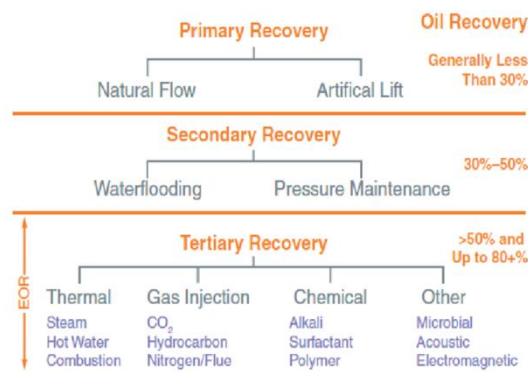 Primary Recovery
Oil Recovery
Generally Less
Than 30%
Natural Flow
Artifical Lift
Secondary Recovery
30%–50%
Waterflooding
Pressure Maintenance
Tertiary Recovery
>50% and
Up to 80+%
EOR
Thermal
Gas Injection
Chemical
Other
Steam
CO₂
Alkali
Microbial
Hot Water
Hydrocarbon
Surfactant
Acoustic
Combustion
Nitrogen/Flue
Polymer
Electromagnetic